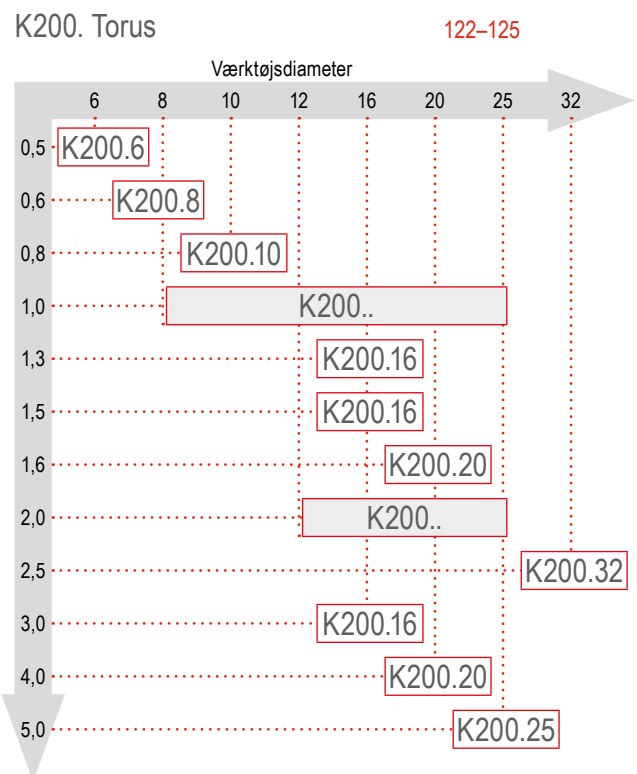 K200. Torus 122–125
Værktøjsdiameter
6 8 10 12 16 20 25 32
0,5 K200.6
0,6 K200.8
0,8 K200.10
1,0 K200..
1,3 K200.16
1,5 K200.16
1,6 K200.20
2,0 K200..
2,5 K200.32
3,0 K200.16
4,0 K200.20
5,0 K200.25